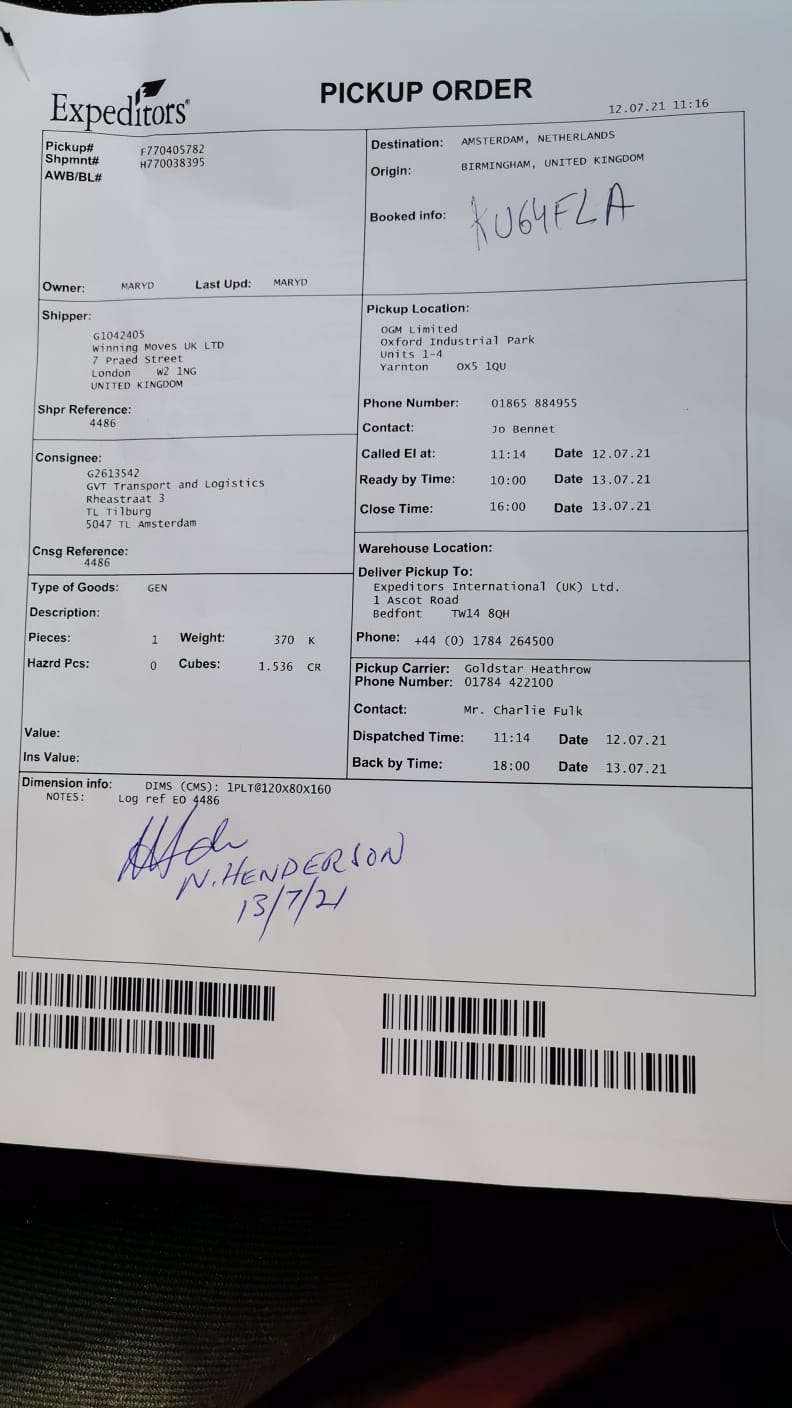 Expeditors
PICKUP ORDER
12.07.21 11:16
Pickup# F770405782
Shpmnt# H770038395
AWB/BL#
Owner: MARYD Last Upd: MARYD
Destination: AMSTERDAM, NETHERLANDS
Origin: BIRMINGHAM, UNITED KINGDOM
Booked info: KU64FLA
Shipper:
G1042405
Winning Moves UK LTD
7 Praed Street
London W2 1NG
UNITED KINGDOM
Shpr Reference:
4486
Pickup Location:
OGM Limited
Oxford Industrial Park
Units 1-4
Yarnton OX5 1QU
Phone Number: 01865 884955
Contact: Jo Bennet
Called EI at: 11:14 Date 12.07.21
Ready by Time: 10:00 Date 13.07.21
Close Time: 16:00 Date 13.07.21
Consignee:
G2613542
GVT Transport and Logistics
Rheastraat 3
TL Tilburg
5047 TL Amsterdam
Cnsg Reference:
4486
Warehouse Location:
Deliver Pickup To:
Expeditors International (UK) Ltd.
1 Ascot Road
Bedfont TW14 8QH
Phone: +44 (0) 1784 264500
Type of Goods: GEN
Description:
Pieces: 1 Weight: 370 K
Hazrd Pcs: 0 Cubes: 1.536 CR
Value:
Ins Value:
Pickup Carrier: Goldstar Heathrow
Phone Number: 01784 422100
Contact: Mr. Charlie Fulk
Dispatched Time: 11:14 Date 12.07.21
Back by Time: 18:00 Date 13.07.21
Dimension info: DIMS (CMS): 1PLT@120X80X160
NOTES: Log ref EO 4486
N. HENDERSON
13/7/21